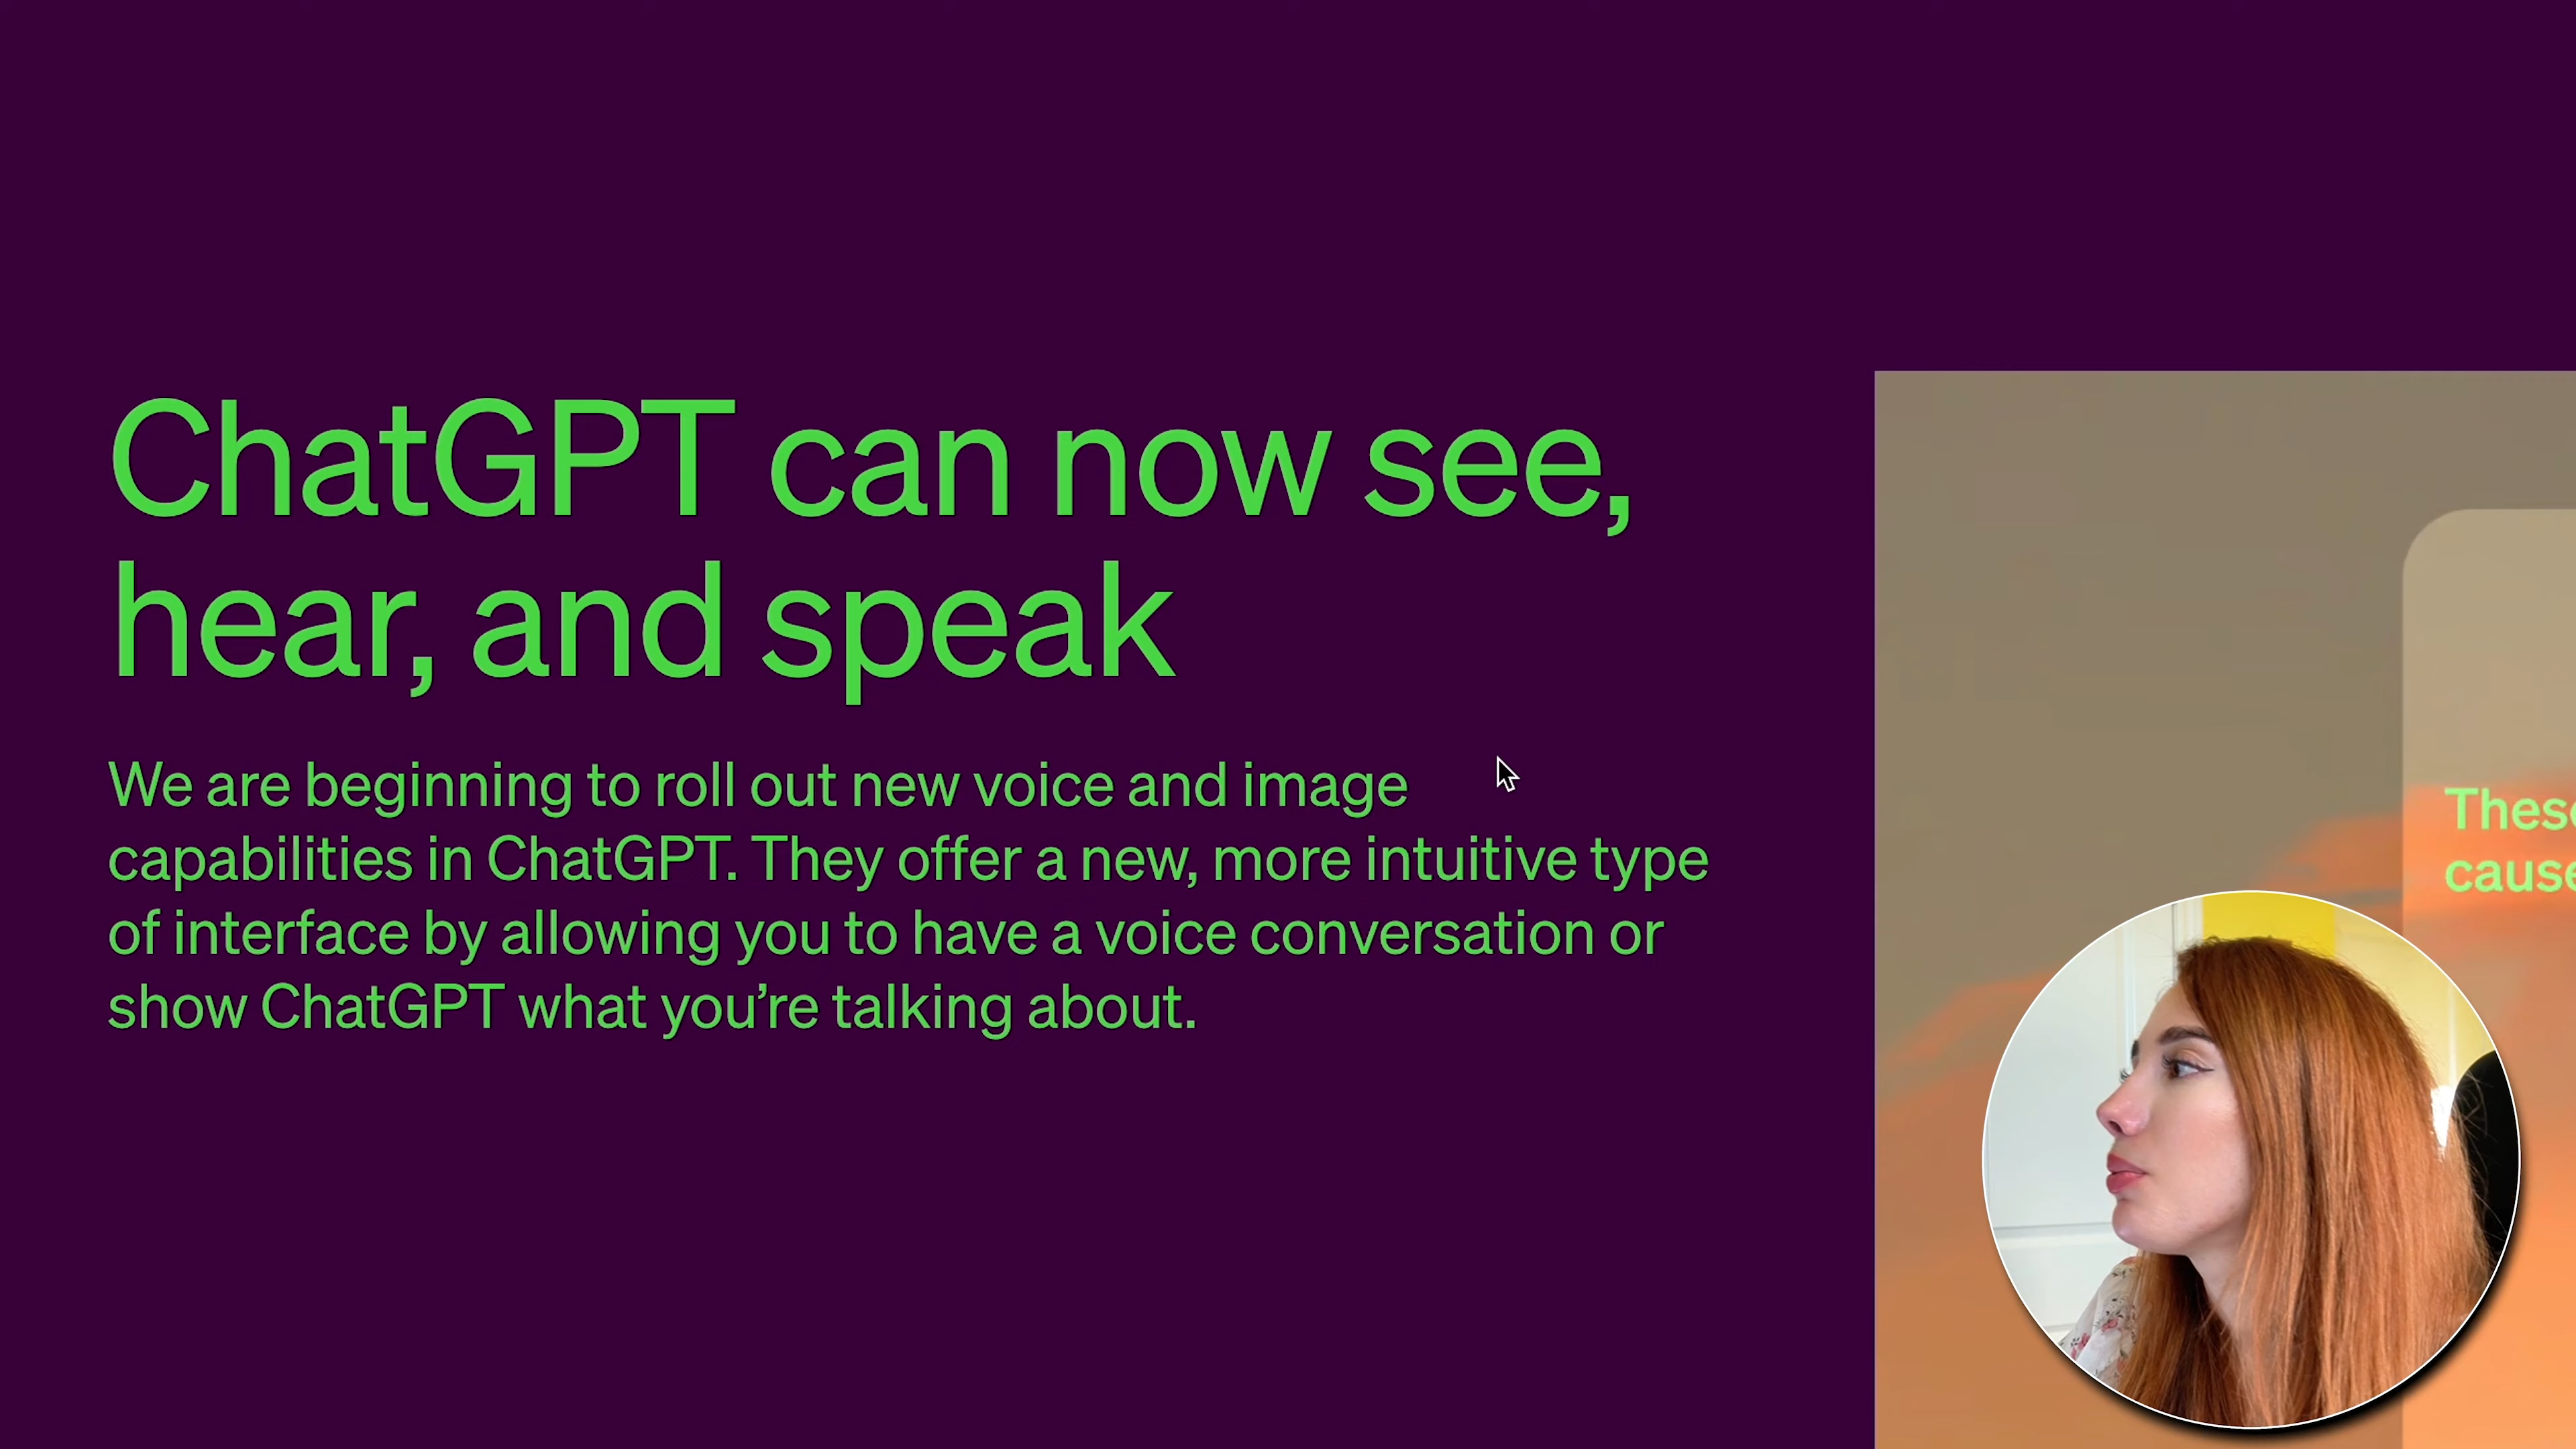 ChatGPT can now see,
hear, and speak
We are beginning to roll out new voice and image
capabilities in ChatGPT. They offer a new, more intuitive type
of interface by allowing you to have a voice conversation or
show ChatGPT what you’re talking about.